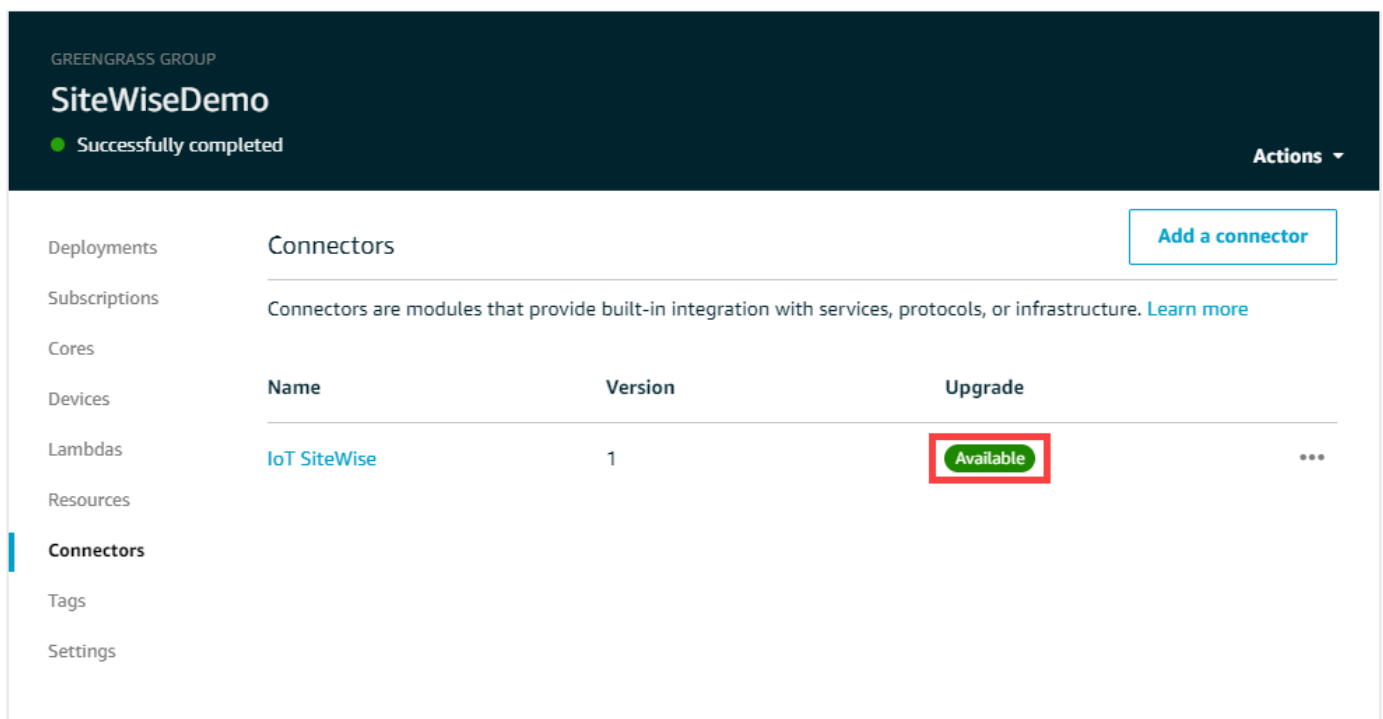 GREENGRASS GROUP
SiteWiseDemo
Successfully completed
Actions
Deployments
Subscriptions
Cores
Devices
Lambdas
Resources
Connectors
Tags
Settings
Connectors
Add a connector
Connectors are modules that provide built-in integration with services, protocols, or infrastructure. Learn more
Name Version Upgrade
IoT SiteWise 1 Available